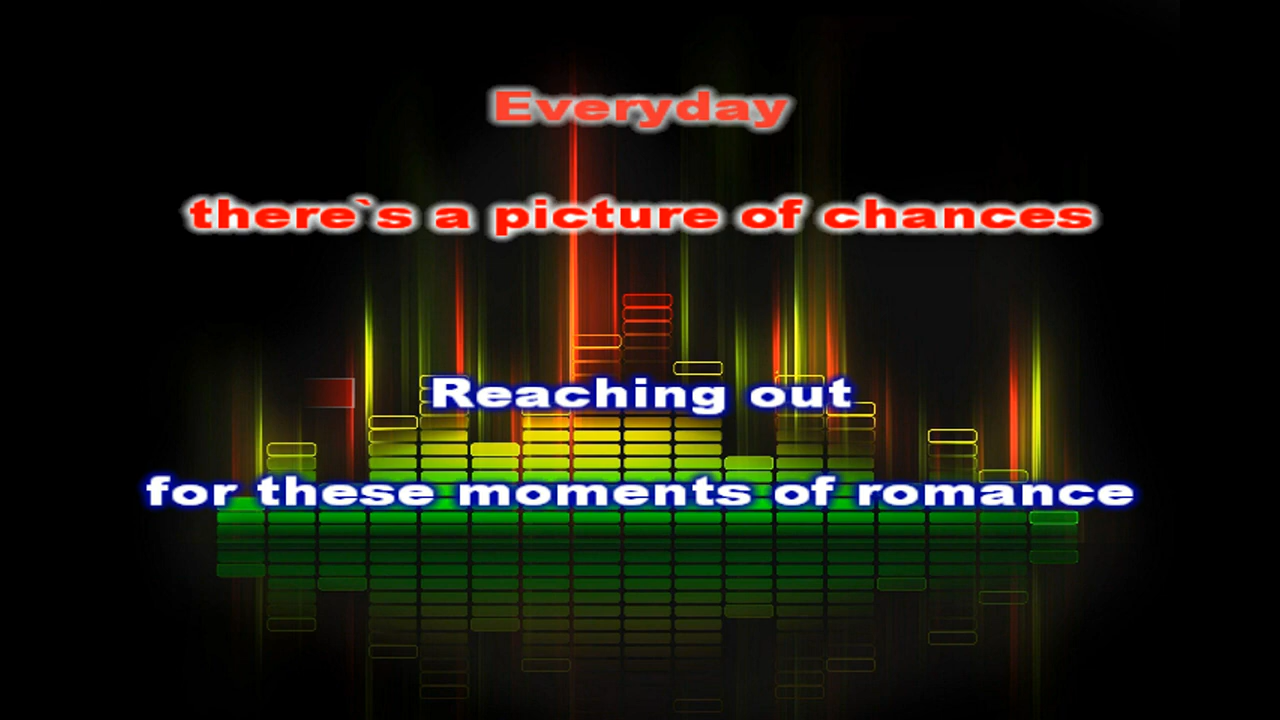 Everyday
there`s a picture of chances
Reaching out
for these moments of romance